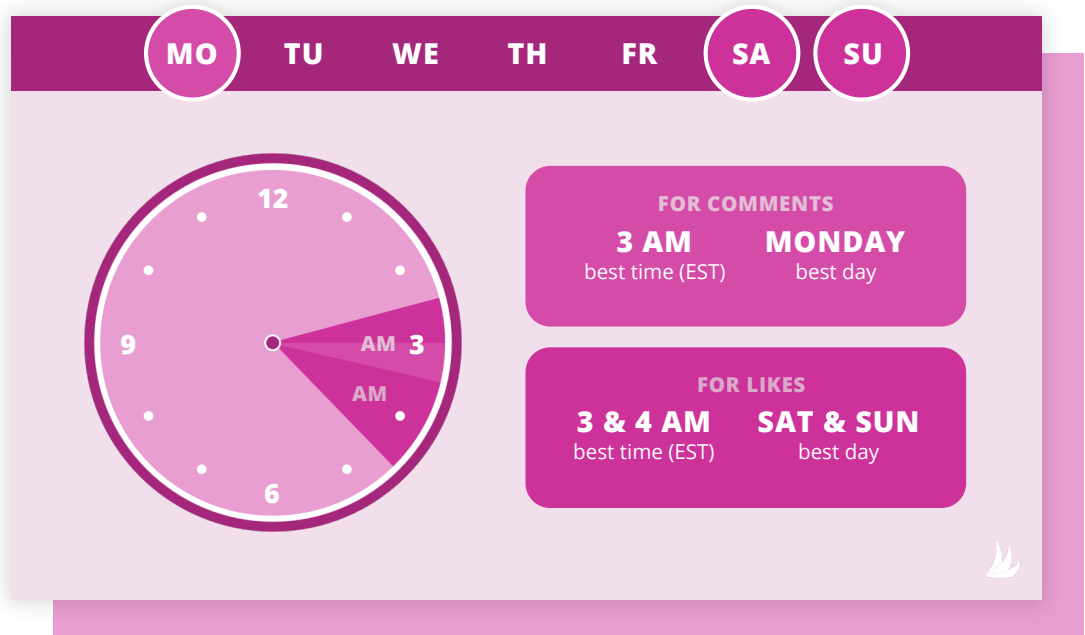 MO TU WE TH FR SA SU
12
AM 3
AM
9
6
FOR COMMENTS
3 AM MONDAY
best time (EST) best day
FOR LIKES
3 & 4 AM SAT & SUN
best time (EST) best day